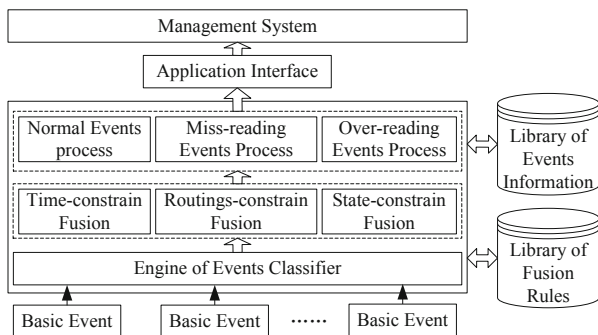 Management System
Application Interface
Normal Events
process
Miss-reading
Events Process
Over-reading
Events Process
Library of
Events
Information
Time-constrain
Fusion
Routings-constrain
Fusion
State-constrain
Fusion
Library of
Fusion
Rules
Engine of Events Classifier
Basic Event
Basic Event
……
Basic Event